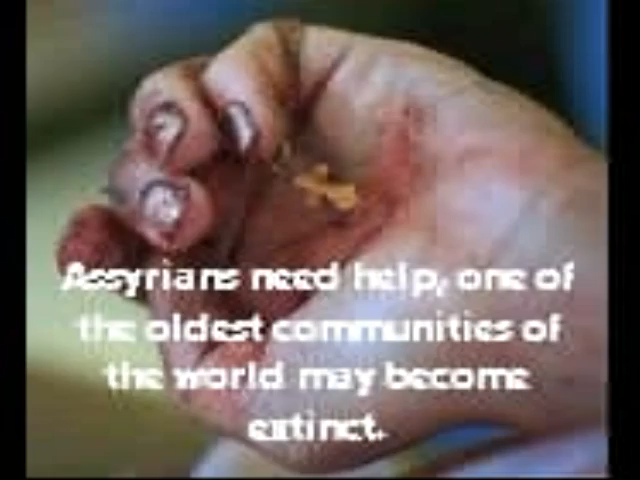 Assyrians need help, one of
the oldest communities of
the world may become
extinct.